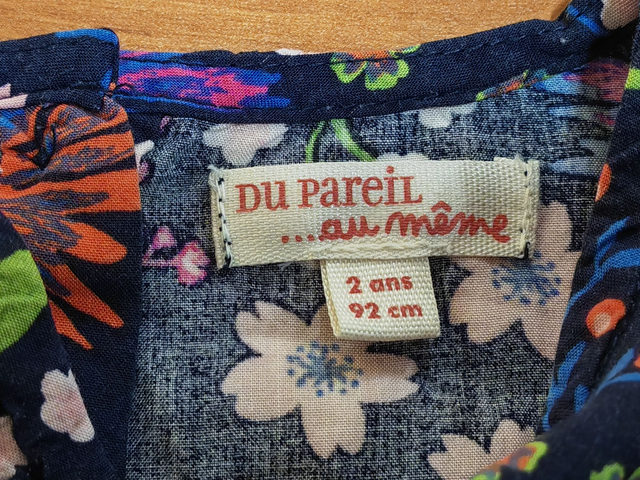 DU PAREIL
...au même
2 ans
92 cm